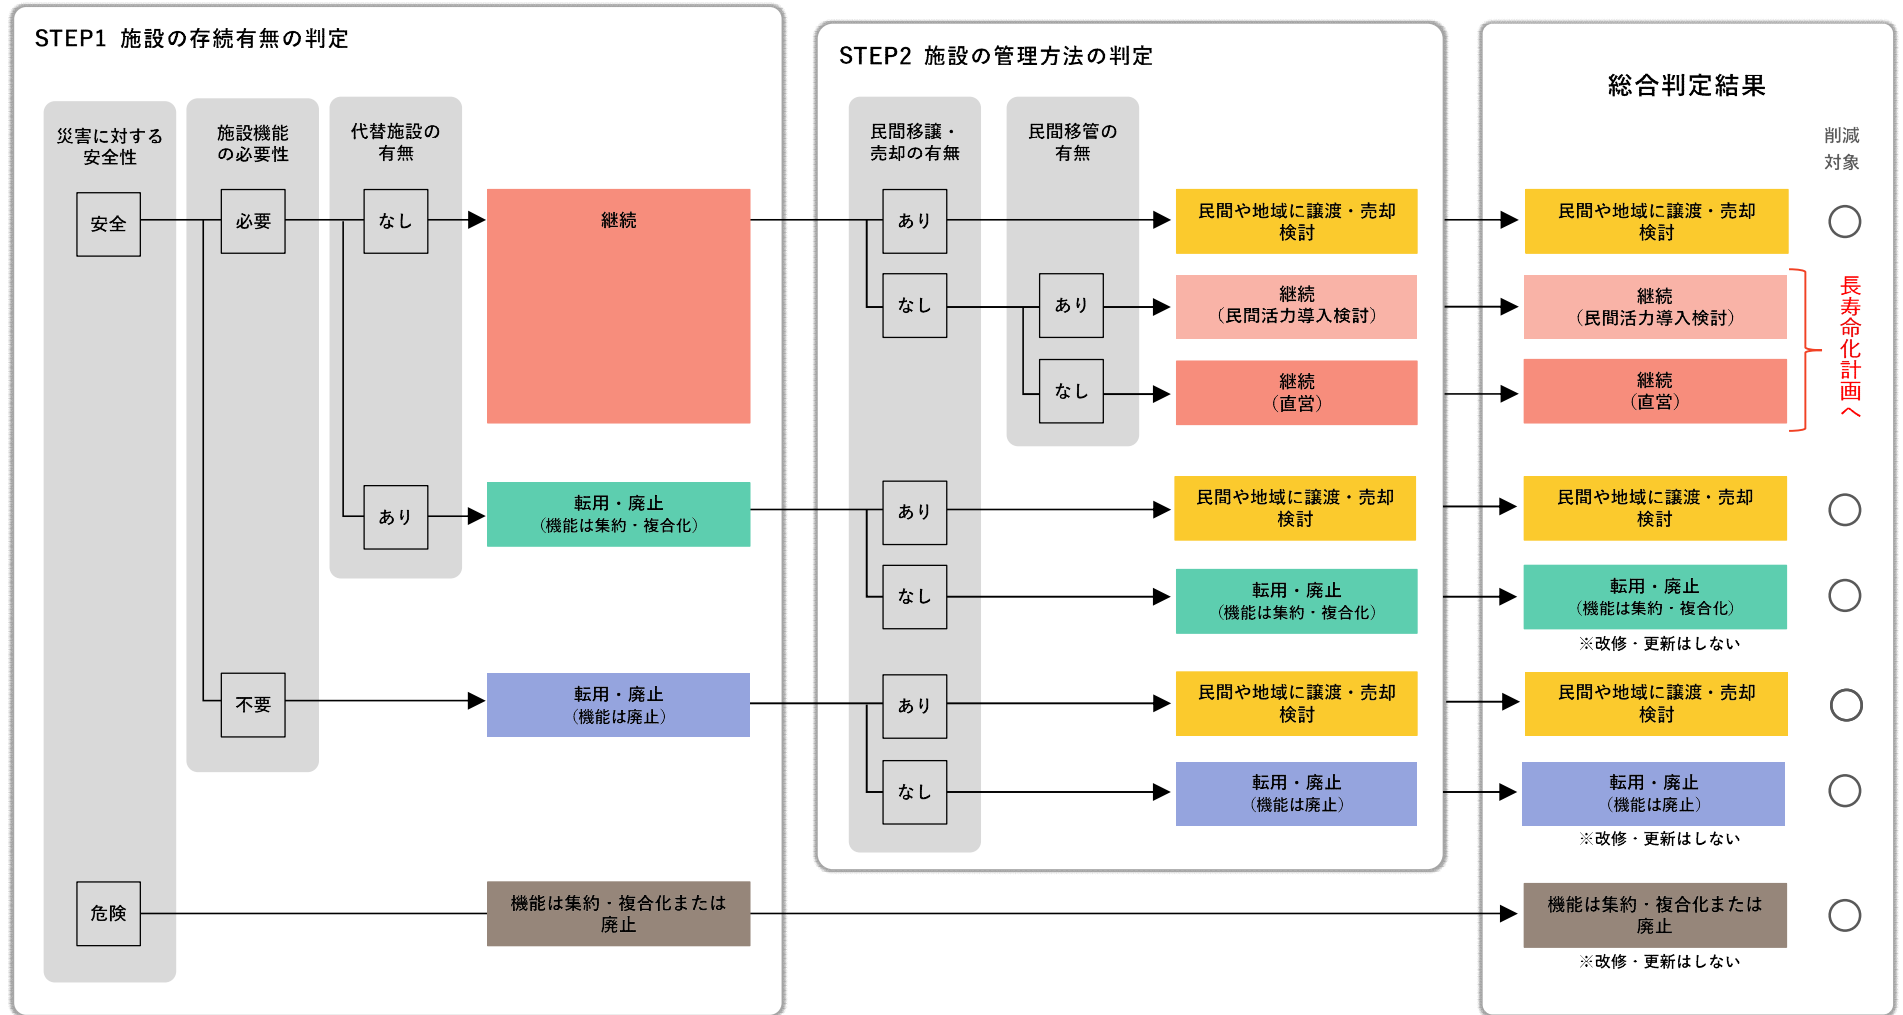 STEP1 施設の存続有無の判定
災害に対する
安全性
施設機能
の必要性
代替施設の
有無
安全
必要
なし
継続
あり
転用・廃止
(機能は集約・複合化)
不要
転用・廃止
(機能は廃止)
危険
機能は集約・複合化または
廃止
STEP2 施設の管理方法の判定
民間移譲・
売却の有無
民間移管の
有無
あり
民間や地域に譲渡・売却
検討
なし
あり
継続
(民間活力導入検討)
なし
継続
(直営)
あり
民間や地域に譲渡・売却
検討
なし
転用・廃止
(機能は集約・複合化)
あり
民間や地域に譲渡・売却
検討
なし
転用・廃止
(機能は廃止)
総合判定結果
削減
対象
民間や地域に譲渡・売却
検討
継続
(民間活力導入検討)
継続
(直営)
長寿命化計画へ
民間や地域に譲渡・売却
検討
転用・廃止
(機能は集約・複合化)
※改修・更新はしない
民間や地域に譲渡・売却
検討
転用・廃止
(機能は廃止)
※改修・更新はしない
機能は集約・複合化または
廃止
※改修・更新はしない